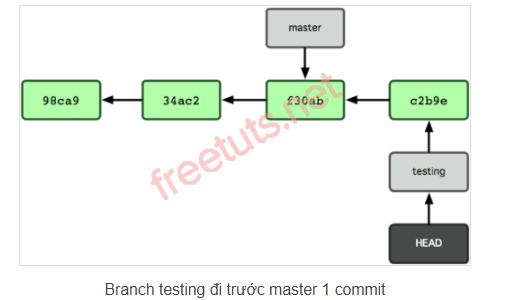 master
98ca9
34ac2
f30ab
c2b9e
testing
HEAD
freetuts.net
Branch testing đi trước master 1 commit